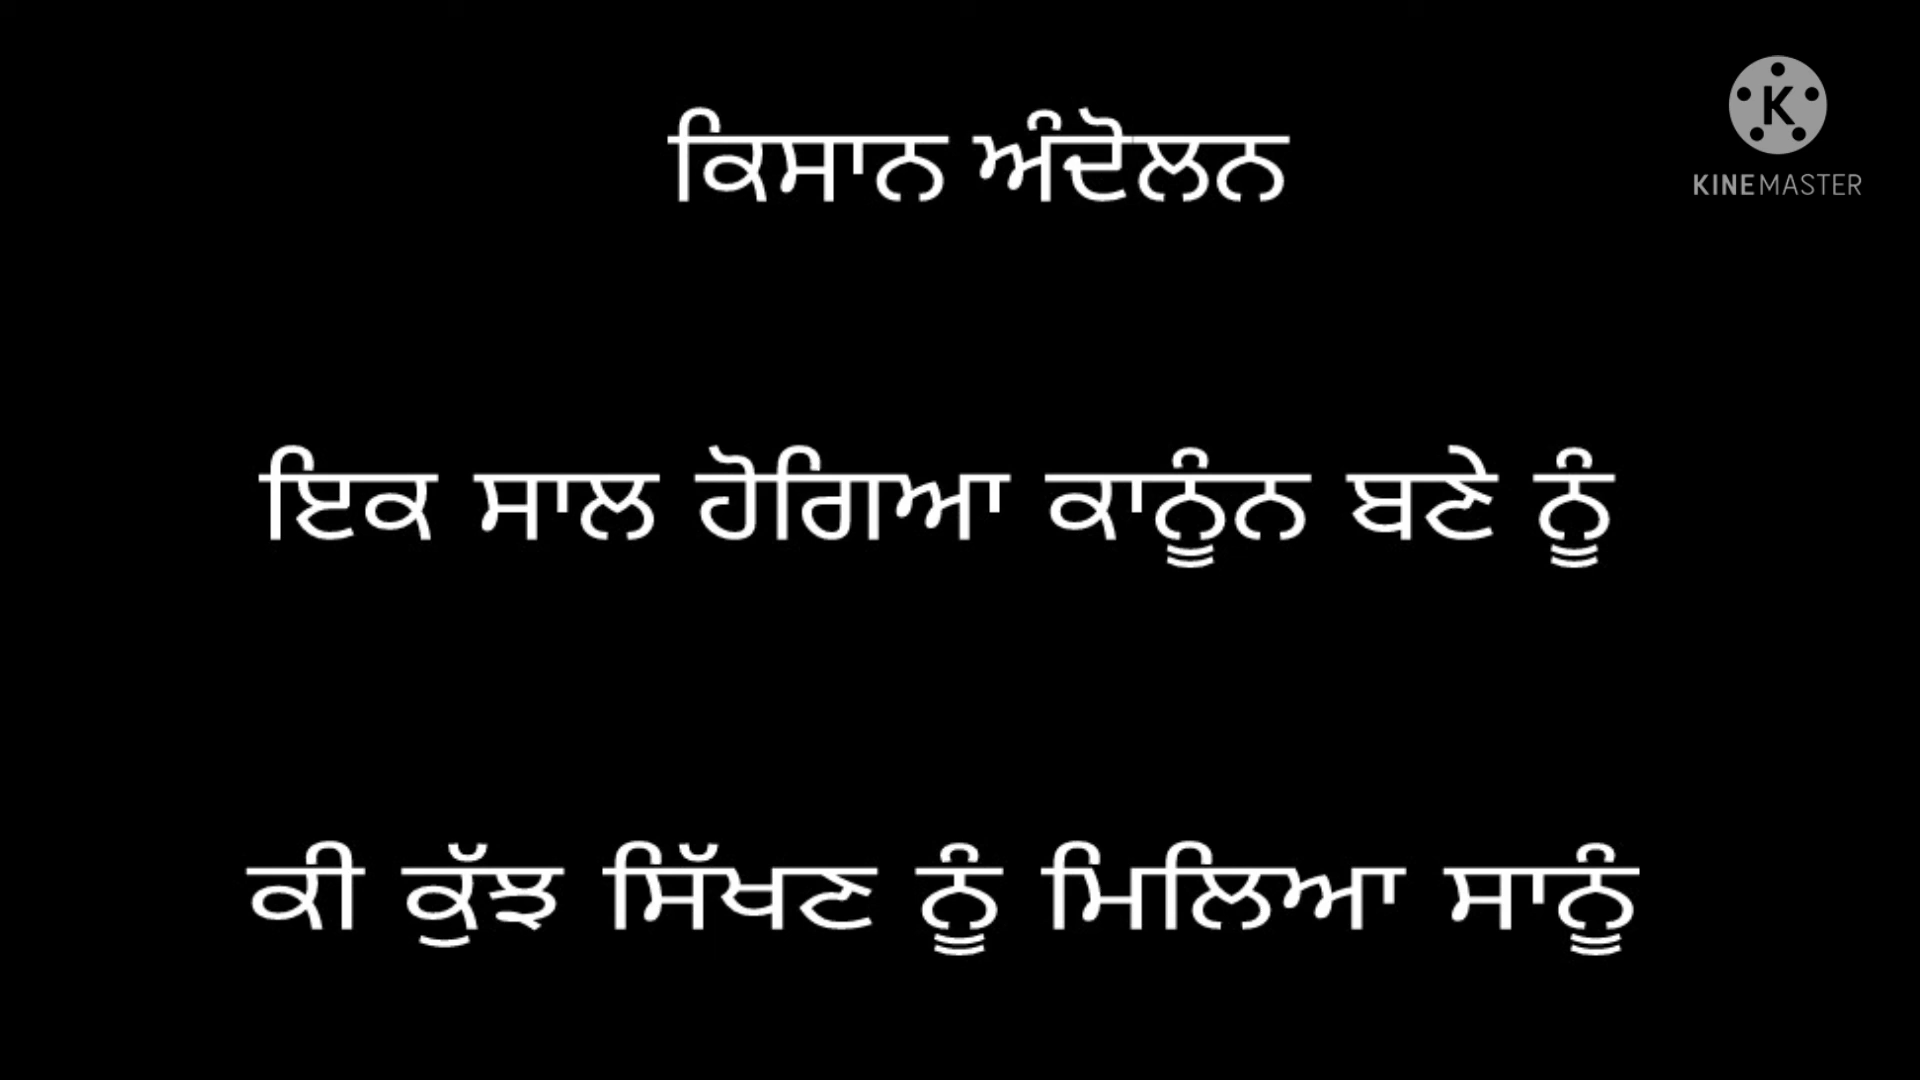 ਕਿਸਾਨ ਅੰਦੋਲਨ
K
KINEMASTER
ਇਕ ਸਾਲ ਹੋਗਿਆ ਕਾਨੂੰਨ ਬਣੇ ਨੂੰ
ਕੀ ਕੁੱਝ ਸਿੱਖਣ ਨੂੰ ਮਿਲਿਆ ਸਾਨੂੰ